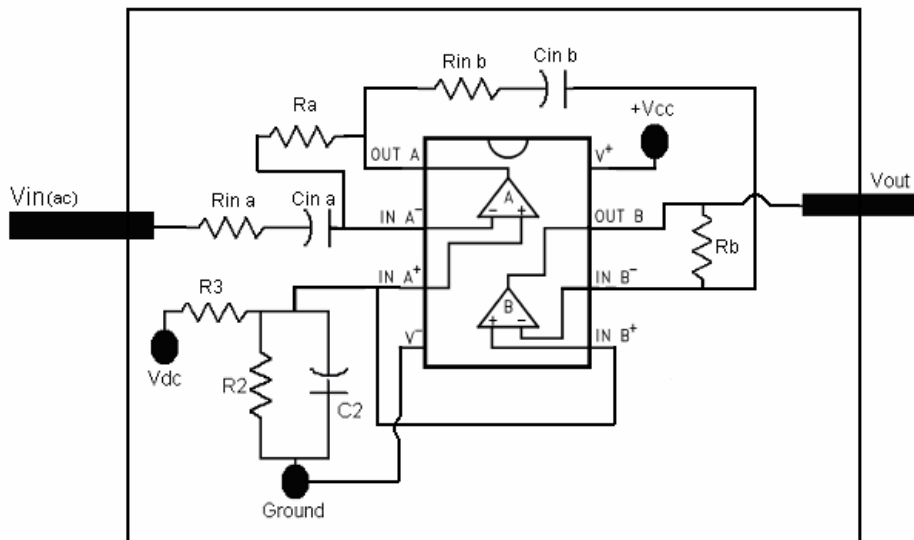 Rin b
Cin b
Ra
+Vcc
OUT A
V+
Vin(ac)
Vout
Rin a
Cin a
A
- +
IN A-
OUT B
Rb
IN A+
IN B-
R3
B
+ -
V-
IN B+
Vdc
R2
C2
Ground